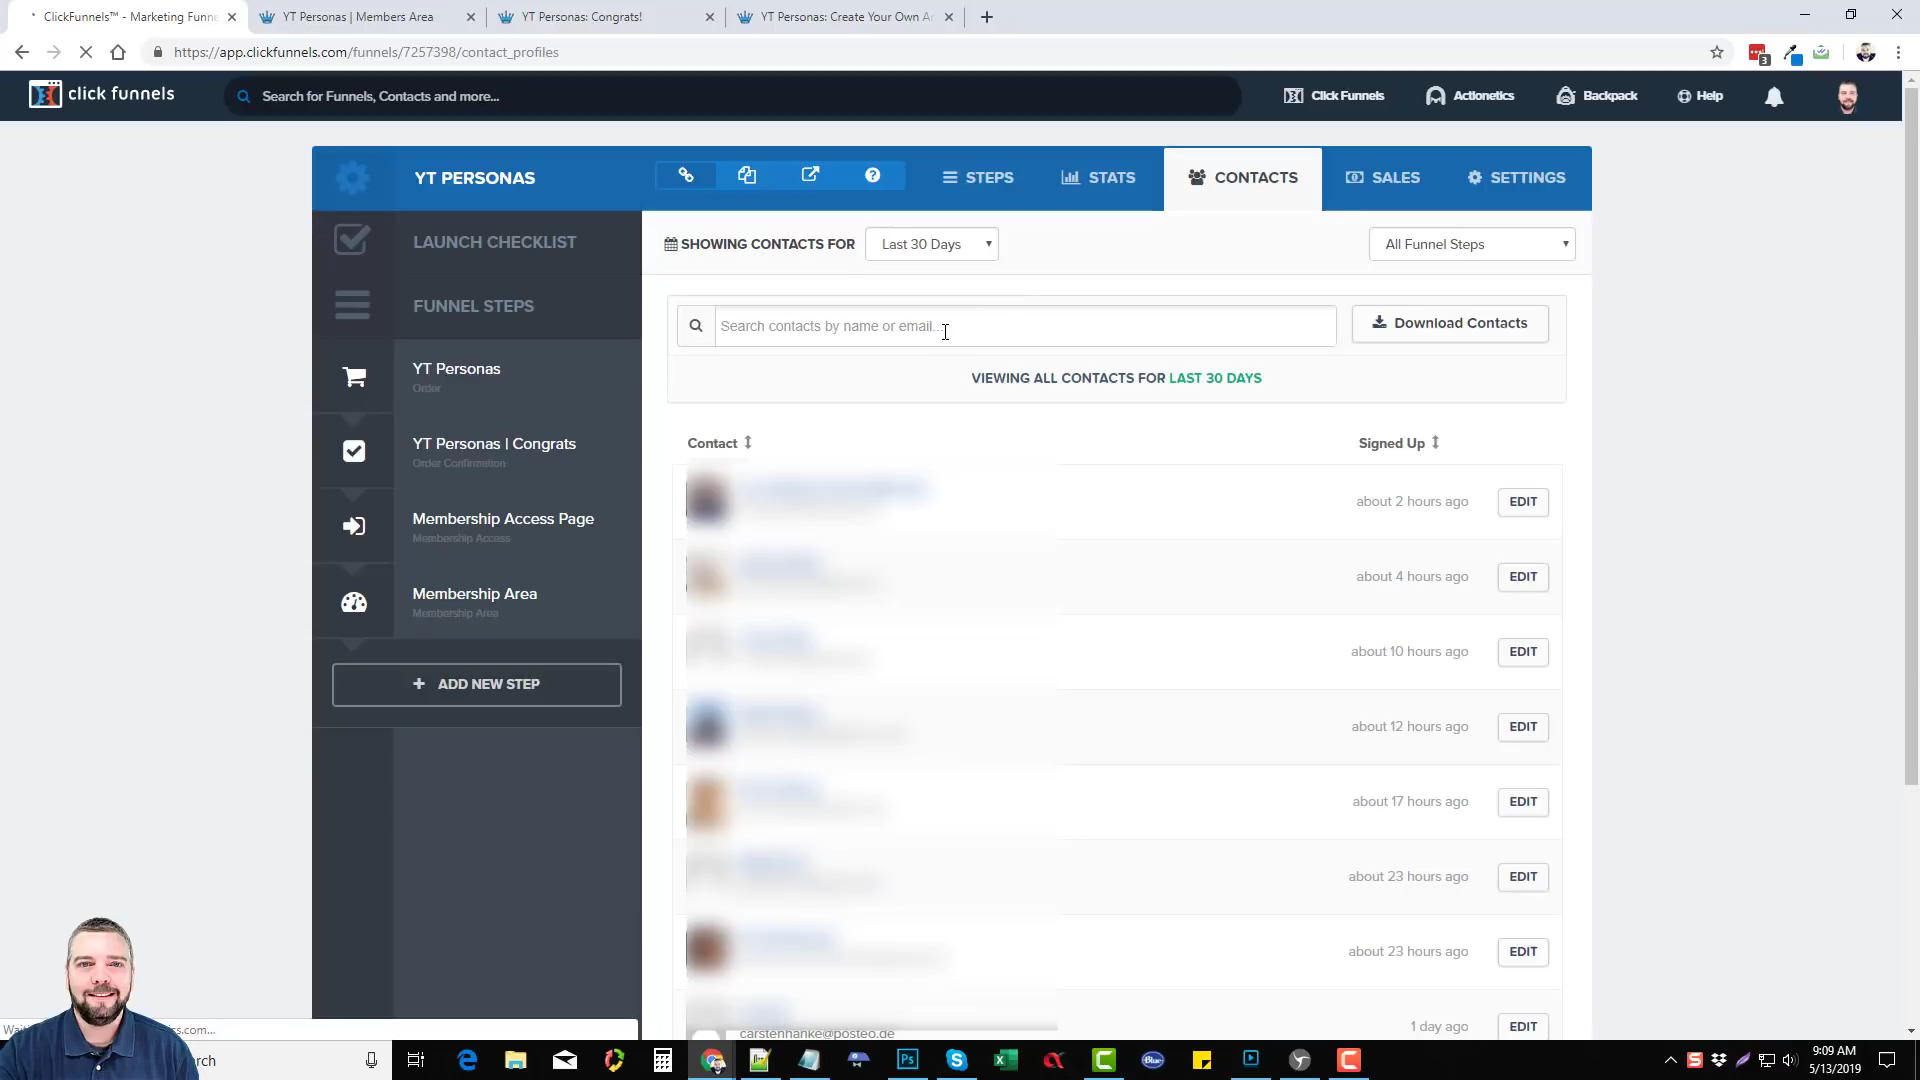 ClickFunnels™ - Marketing Funne
YT Personas | Members Area
YT Personas: Congrats!
YT Personas: Create Your Own Ar
https://app.clickfunnels.com/funnels/7257398/contact_profiles
3
click funnels
Search for Funnels, Contacts and more...
Click Funnels
Actionetics
Backpack
Help
YT PERSONAS
STEPS
STATS
CONTACTS
SALES
SETTINGS
LAUNCH CHECKLIST
SHOWING CONTACTS FOR
Last 30 Days
All Funnel Steps
FUNNEL STEPS
Search contacts by name or email...
Download Contacts
VIEWING ALL CONTACTS FOR LAST 30 DAYS
YT Personas
Order
YT Personas | Congrats
Order Confirmation
Membership Access Page
Membership Access
Membership Area
Membership Area
ADD NEW STEP
Contact
Signed Up
about 2 hours ago
EDIT
about 4 hours ago
EDIT
about 10 hours ago
EDIT
about 12 hours ago
EDIT
about 17 hours ago
EDIT
about 23 hours ago
EDIT
about 23 hours ago
EDIT
carstenhanke@posteo.de
1 day ago
EDIT
Ps
9:09 AM
5/13/2019